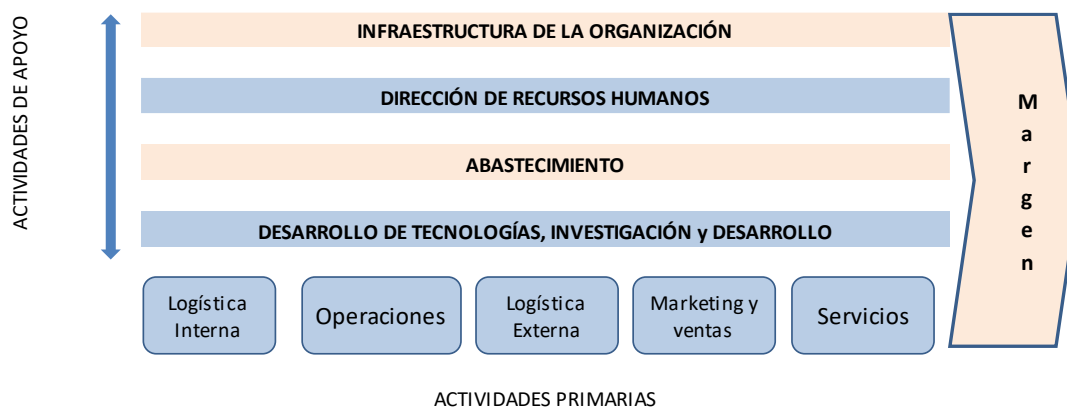 ACTIVIDADES DE APOYO
INFRAESTRUCTURA DE LA ORGANIZACIÓN
DIRECCIÓN DE RECURSOS HUMANOS
ABASTECIMIENTO
DESARROLLO DE TECNOLOGÍAS, INVESTIGACIÓN y DESARROLLO
Logística
Interna
Operaciones
Logística
Externa
Marketing y
ventas
Servicios
M
a
r
g
e
n
ACTIVIDADES PRIMARIAS